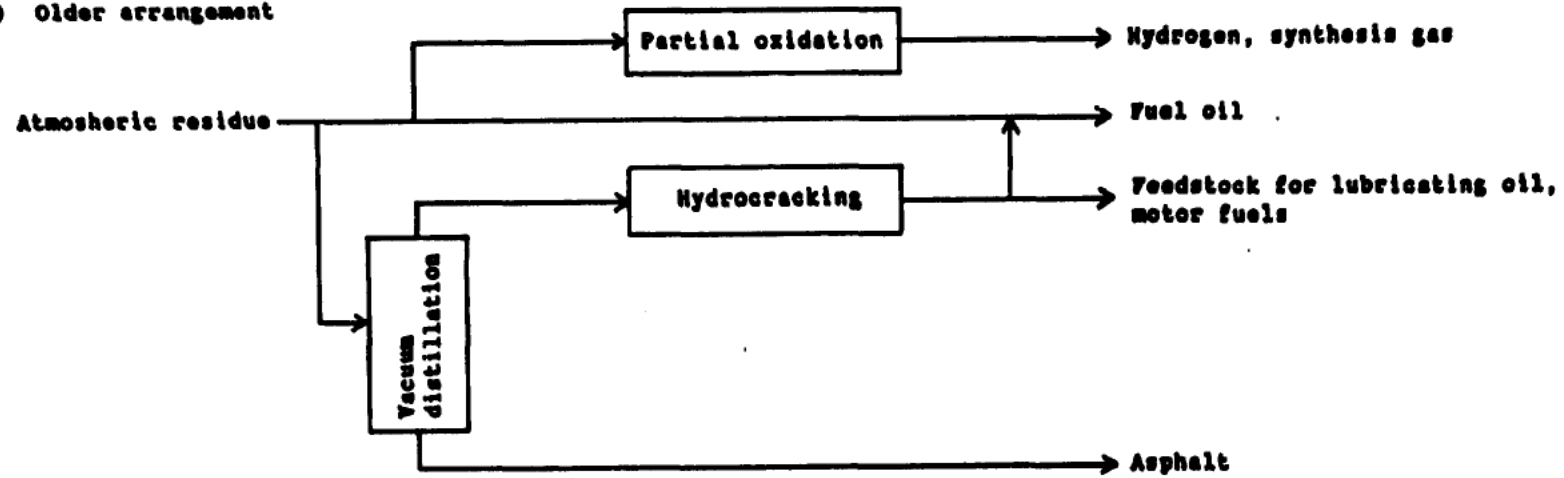 ) Older arrangement
Partial oxidation
Hydrogen, synthesis gas
Atmosheric residue
Fuel oil
Hydrocracking
Feedstock for lubricating oil,
motor fuels
Vacuum
distillation
Asphalt